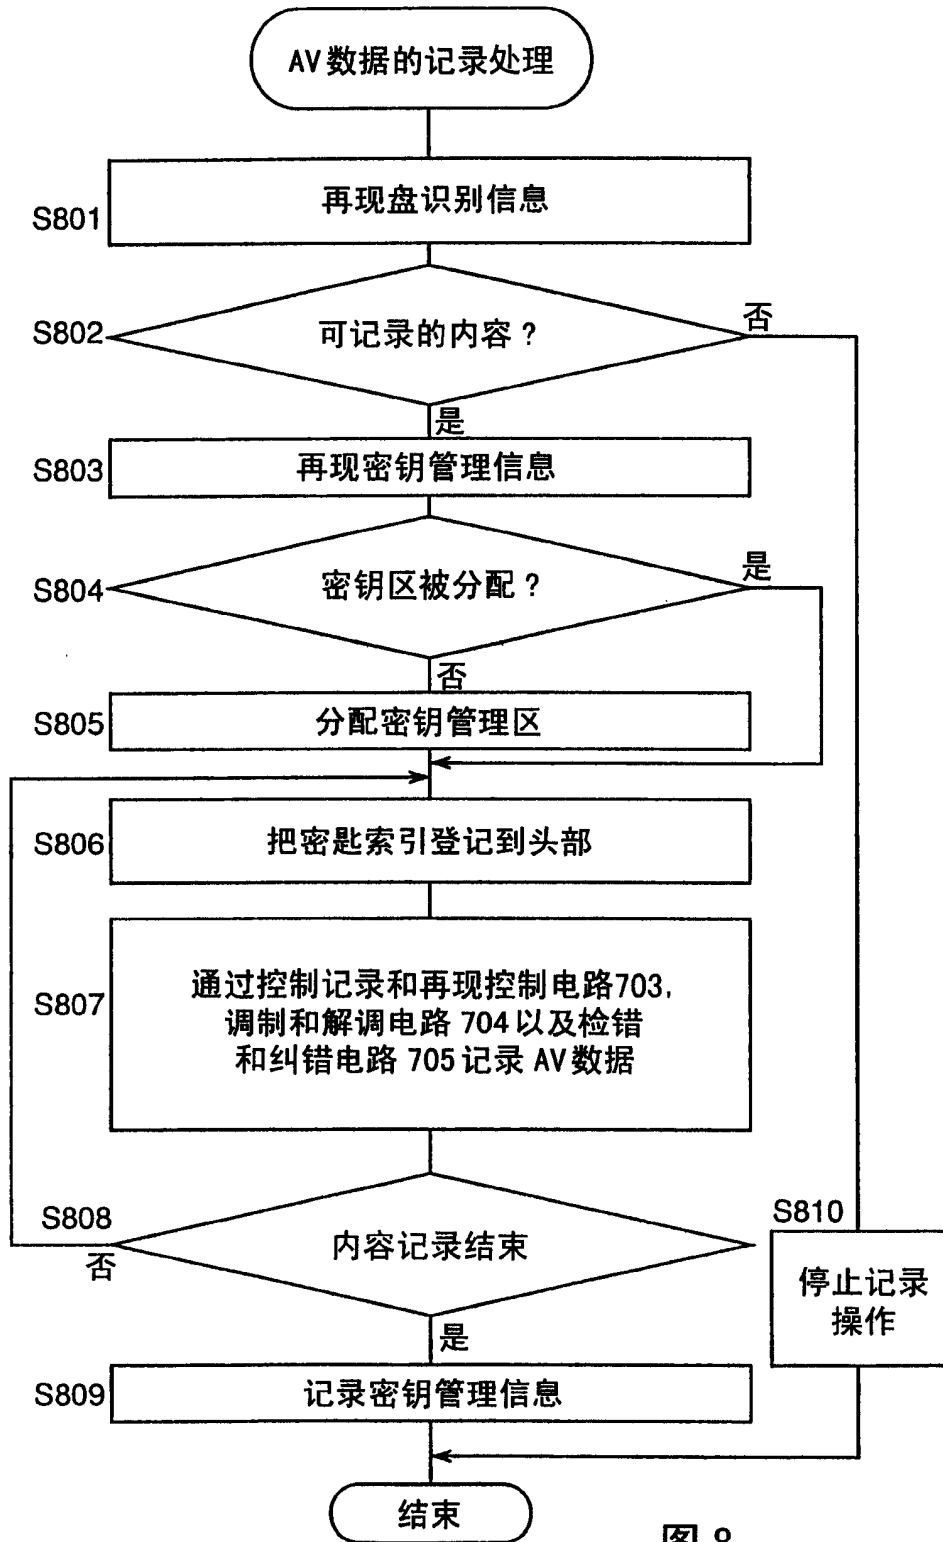 AV数据的记录处理
S801
再现盘识别信息
S802
可记录的内容?
否
是
S803
再现密钥管理信息
S804
密钥区被分配?
是
否
S805
分配密钥管理区
S806
把密匙索引登记到头部
S807
通过控制记录和再现控制电路703,
调制和解调电路704以及检错
和纠错电路705记录AV数据
S808
内容记录结束
否
是
S810
停止记录
操作
S809
记录密钥管理信息
结束